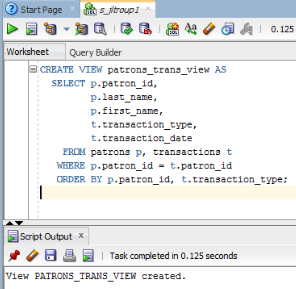 Start Page
s_jltroup1
0.125
Worksheet
Query Builder
CREATE VIEW patrons_trans_view AS
SELECT p.patron_id,
p.last_name,
p.first_name,
t.transaction_type,
t.transaction_date
FROM patrons p, transactions t
WHERE p.patron_id = t.patron_id
ORDER BY p.patron_id, t.transaction_type;
Script Output
Task completed in 0.125 seconds
View PATRONS_TRANS_VIEW created.